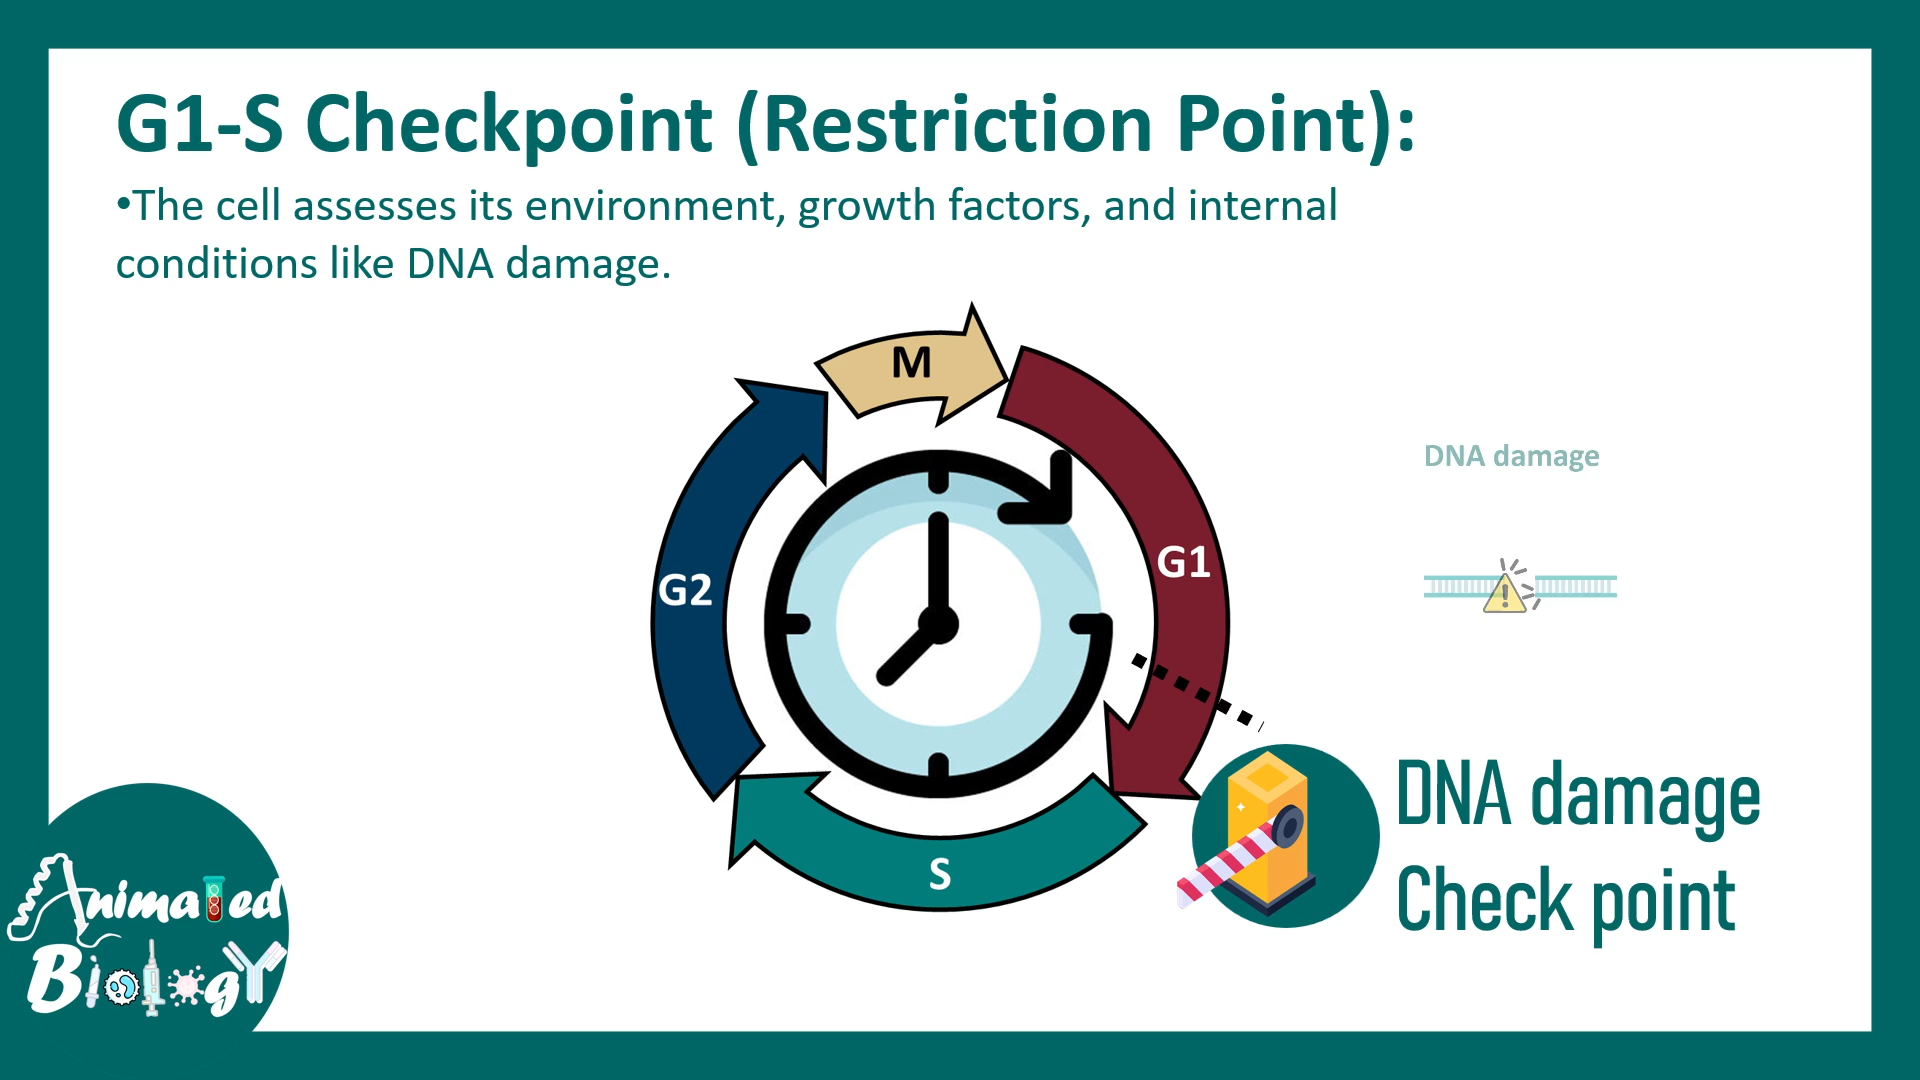 G1-S Checkpoint (Restriction Point):
•The cell assesses its environment, growth factors, and internal
conditions like DNA damage.
M
G1
G2
S
DNA damage
DNA damage
Check point
Animated
Biology